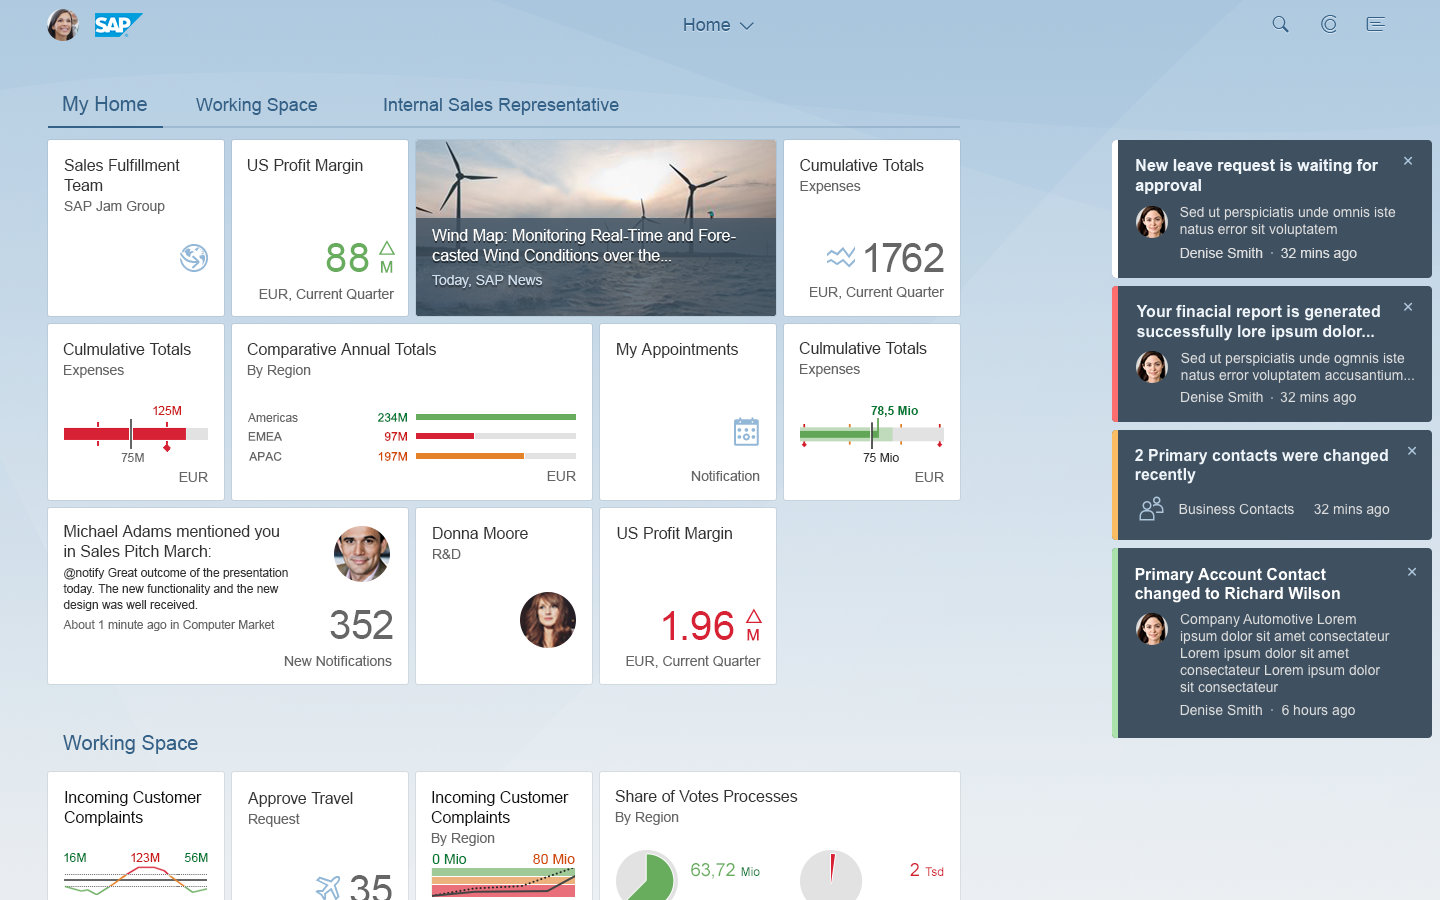 SAP
Home
My Home
Working Space
Internal Sales Representative
Sales Fulfillment
Team
SAP Jam Group
US Profit Margin
88
M
EUR, Current Quarter
Wind Map: Monitoring Real-Time and Fore-
casted Wind Conditions over the...
Today, SAP News
Cumulative Totals
Expenses
1762
EUR, Current Quarter
Culmulative Totals
Expenses
125M
75M
EUR
Comparative Annual Totals
By Region
Americas 234M
EMEA 97M
APAC 197M
EUR
My Appointments
Notification
Culmulative Totals
Expenses
78,5 Mio
75 Mio
EUR
Michael Adams mentioned you
in Sales Pitch March:
@notify Great outcome of the presentation
today. The new functionality and the new
design was well received.
About 1 minute ago in Computer Market
352
New Notifications
Donna Moore
R&D
US Profit Margin
1.96
M
EUR, Current Quarter
Working Space
Incoming Customer
Complaints
16M 123M 56M
Approve Travel
Request
35
Incoming Customer
Complaints
By Region
0 Mio 80 Mio
Share of Votes Processes
By Region
63,72 Mio
2 Tsd
New leave request is waiting for
approval
Sed ut perspiciatis unde omnis iste
natus error sit voluptatem
Denise Smith · 32 mins ago
Your finacial report is generated
successfully lore ipsum dolor...
Sed ut perspiciatis unde ogmnis iste
natus error voluptatem accusantium...
Denise Smith · 32 mins ago
2 Primary contacts were changed
recently
Business Contacts 32 mins ago
Primary Account Contact
changed to Richard Wilson
Company Automotive Lorem
ipsum dolor sit amet consectateur
Lorem ipsum dolor sit amet
consectateur Lorem ipsum dolor
sit consectateur
Denise Smith · 6 hours ago